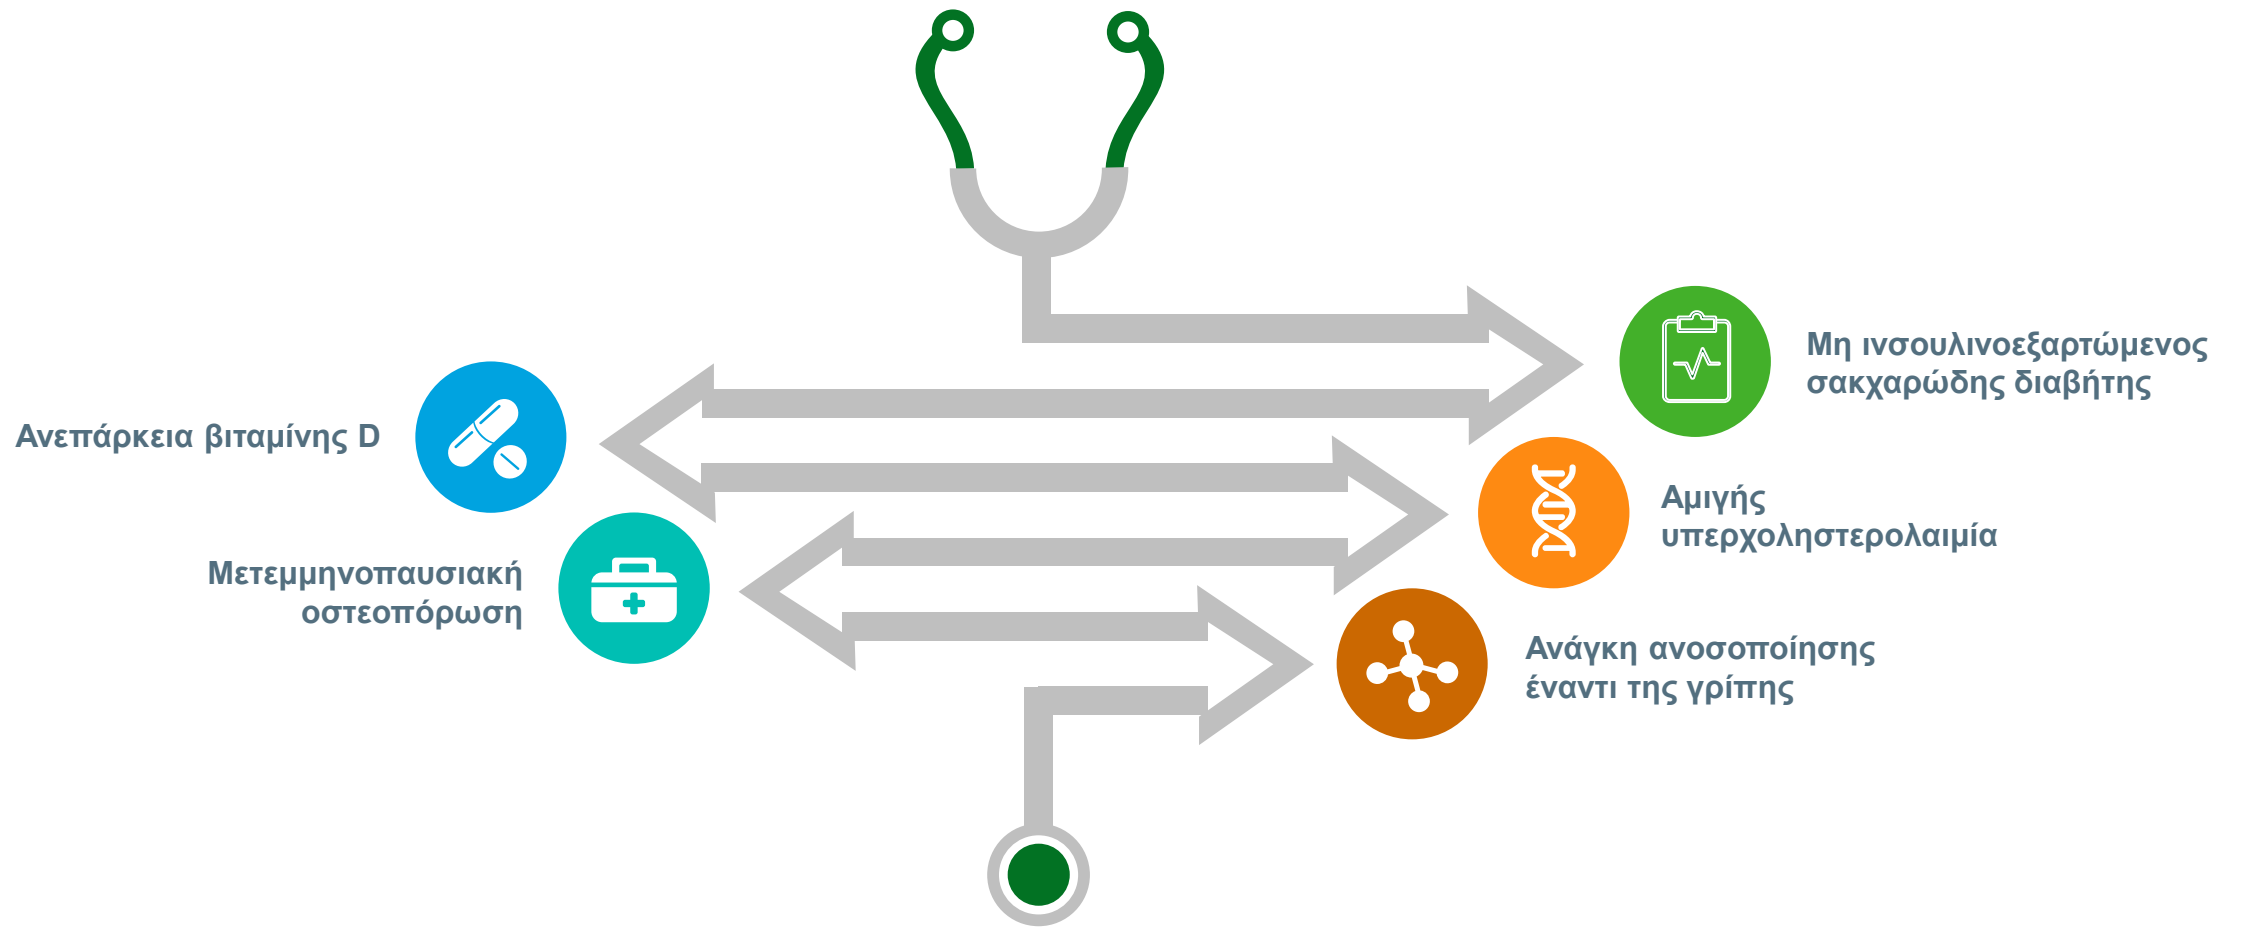 Μη ινσουλινοεξαρτώμενος
σακχαρώδης διαβήτης
Ανεπάρκεια βιταμίνης D
Αμιγής
υπερχοληστερολαιμία
Μετεμμηνοπαυσιακή
οστεοπόρωση
Ανάγκη ανοσοποίησης
έναντι της γρίπης